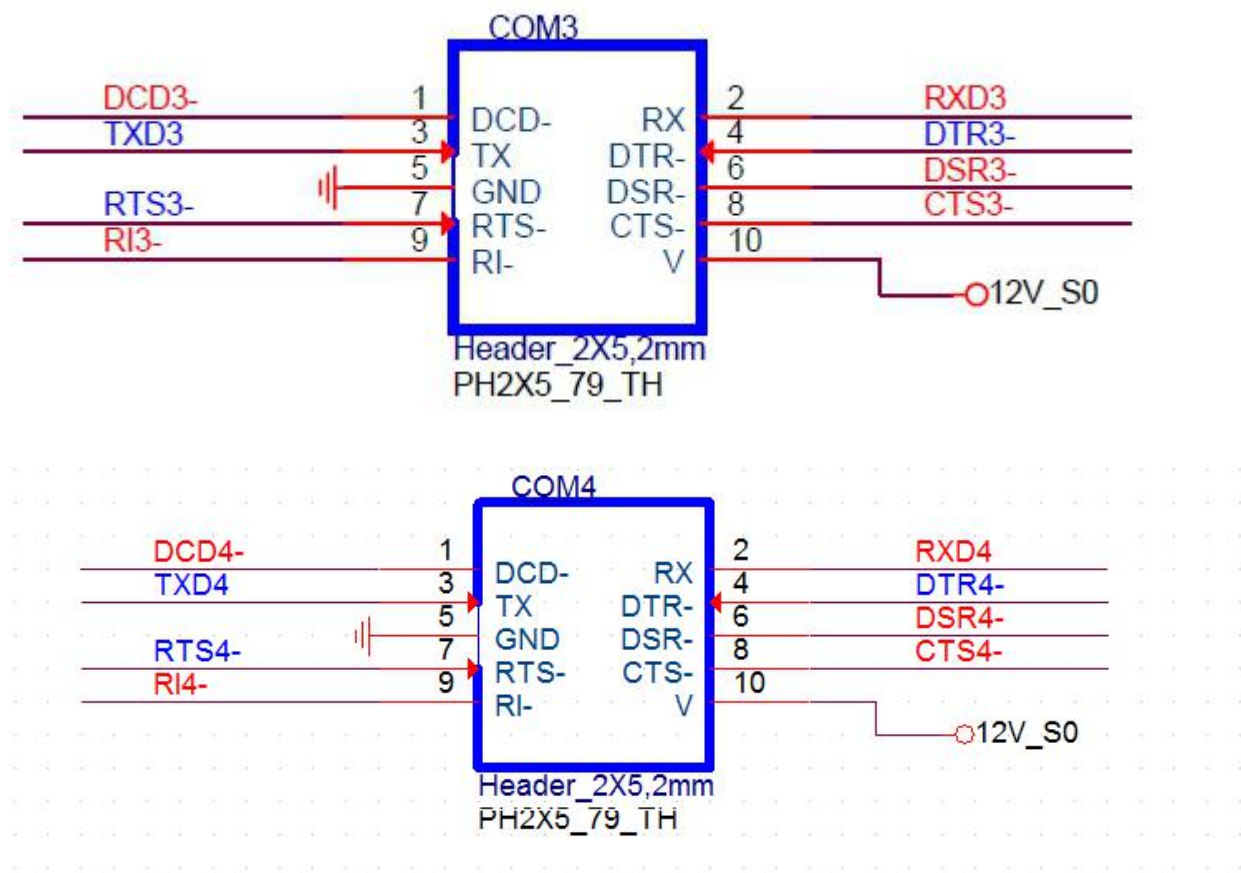 COM3
DCD3- 1 DCD- RX 2 RXD3
TXD3 3 TX DTR- 4 DTR3-
5 GND DSR- 6 DSR3-
RTS3- 7 RTS- CTS- 8 CTS3-
RI3- 9 RI- V 10
12V_S0
Header_2X5,2mm
PH2X5_79_TH
COM4
DCD4- 1 DCD- RX 2 RXD4
TXD4 3 TX DTR- 4 DTR4-
5 GND DSR- 6 DSR4-
RTS4- 7 RTS- CTS- 8 CTS4-
RI4- 9 RI- V 10
12V_S0
Header_2X5,2mm
PH2X5_79_TH